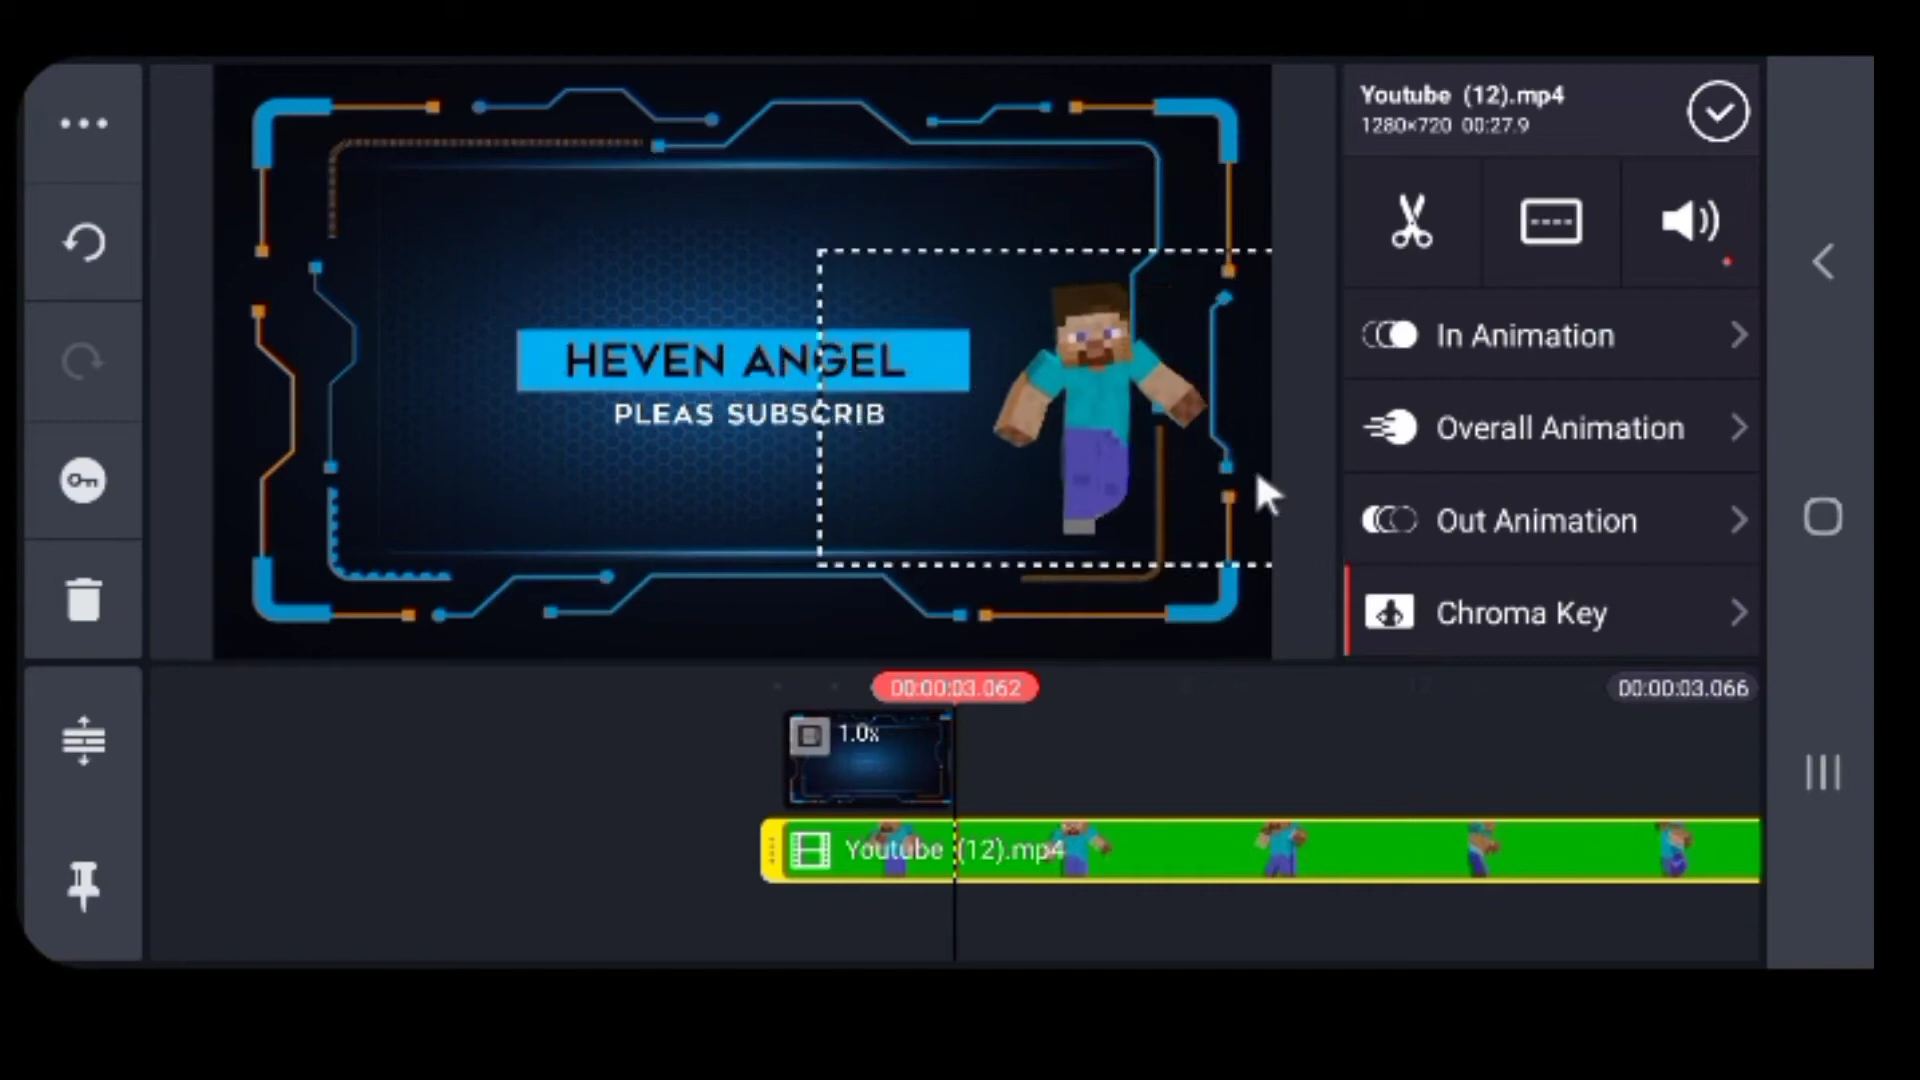 Youtube (12).mp4
1280×720 00:27.9
HEVEN ANGEL
PLEAS SUBSCRIB
In Animation
Overall Animation
Out Animation
Chroma Key
00:00:03.062
00:00:03.066
1.0x
Youtube (12).mp4